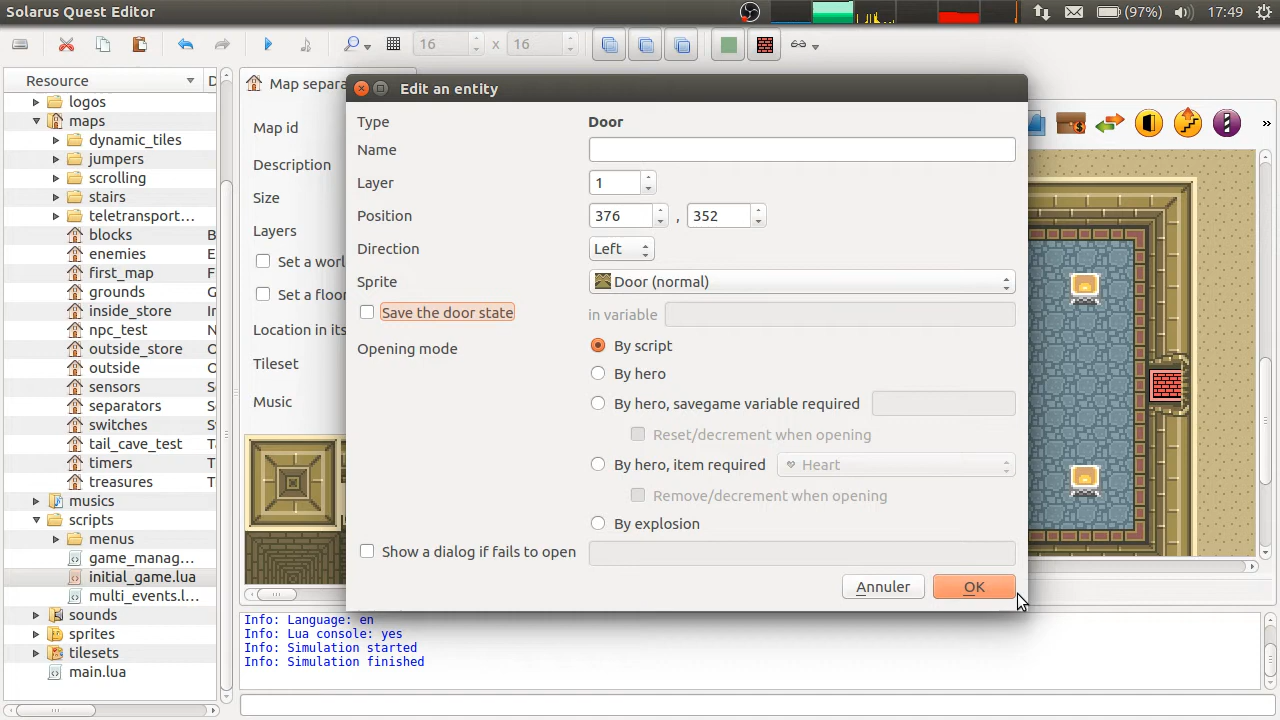 Solarus Quest Editor
(97%)
17:49
16
x
16
Resource
D
logos
maps
dynamic_tiles
jumpers
scrolling
stairs
teletransport...
blocks
B
enemies
E
first_map
F
grounds
G
inside_store
I
npc_test
N
outside_store
O
outside
O
sensors
S
separators
S
switches
S
tail_cave_test
T
timers
T
treasures
T
musics
scripts
menus
game_manag...
initial_game.lua
multi_events.l...
sounds
sprites
tilesets
main.lua
Map separa
Map id
Description
Size
Layers
Set a worl
Set a floor
Location in its
Tileset
Music
Edit an entity
Type
Door
Name
Layer
1
Position
376 , 352
Direction
Left
Sprite
Door (normal)
Save the door state
in variable
Opening mode
By script
By hero
By hero, savegame variable required
Reset/decrement when opening
By hero, item required
Heart
Remove/decrement when opening
By explosion
Show a dialog if fails to open
Annuler
OK
»
Info: Language: en
Info: Lua console: yes
Info: Simulation started
Info: Simulation finished